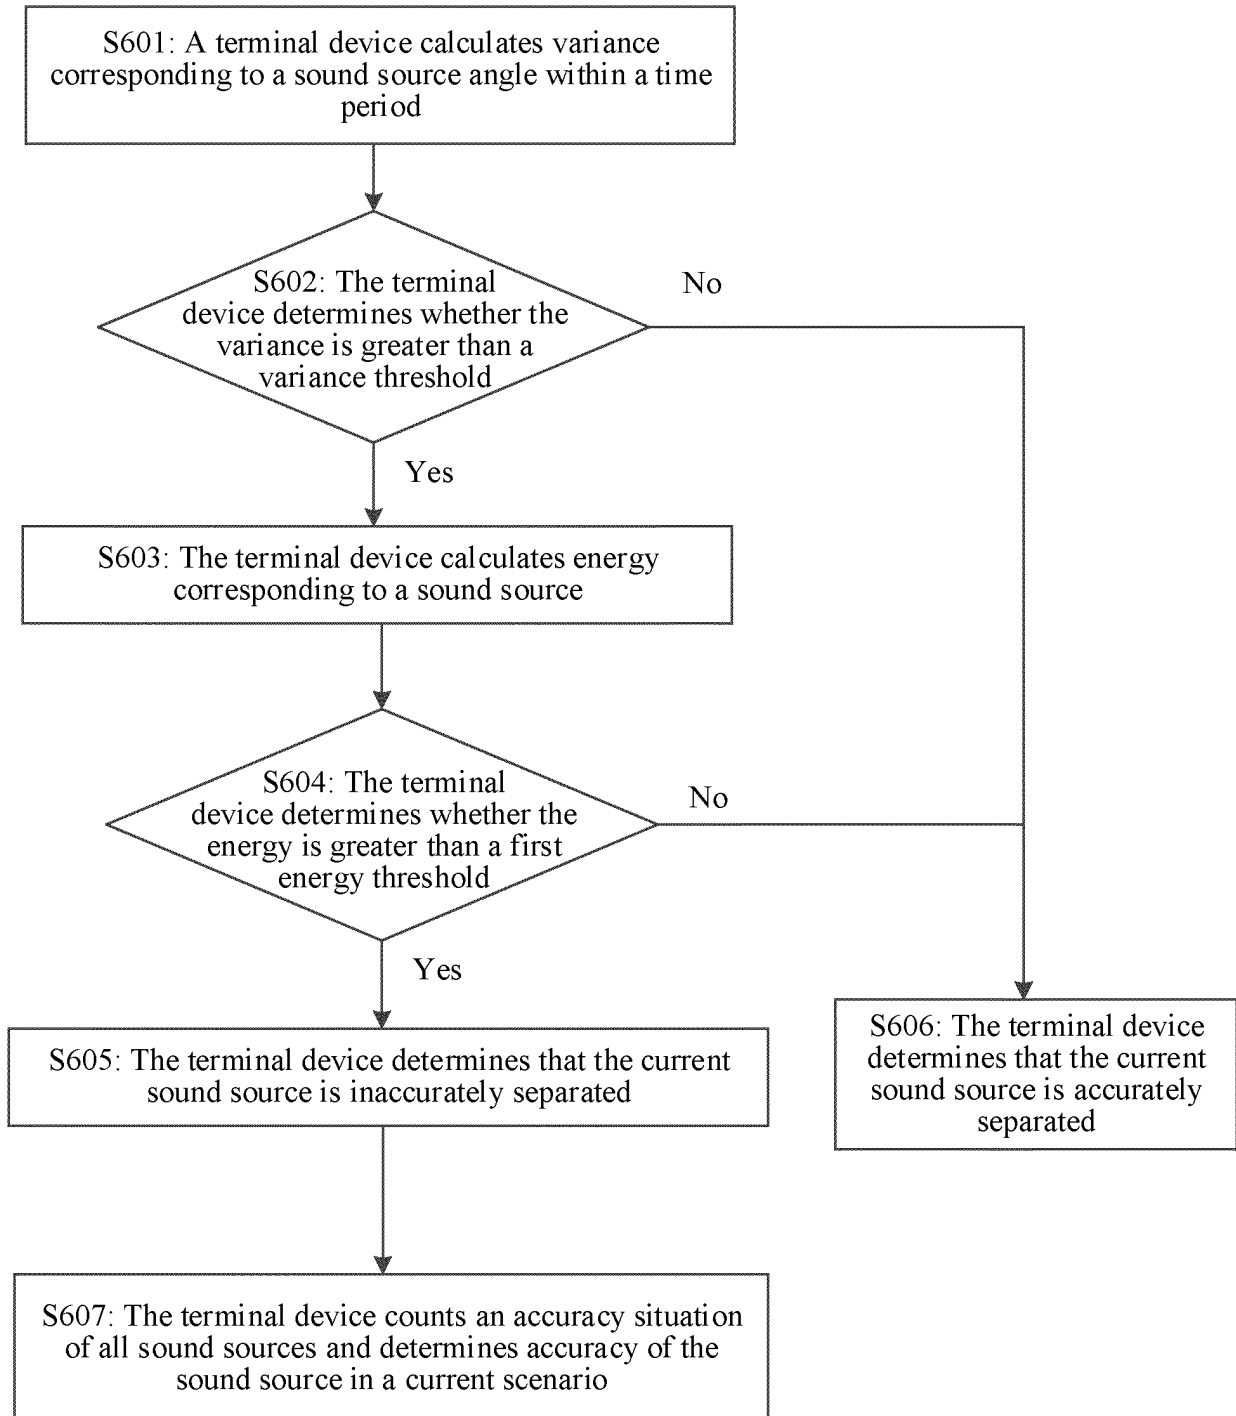 S601: A terminal device calculates variance
corresponding to a sound source angle within a time
period
S602: The terminal
device determines whether the
variance is greater than a
variance threshold
No
Yes
S603: The terminal device calculates energy
corresponding to a sound source
S604: The terminal
device determines whether the
energy is greater than a first
energy threshold
No
Yes
S605: The terminal device determines that the current
sound source is inaccurately separated
S606: The terminal device
determines that the current
sound source is accurately
separated
S607: The terminal device counts an accuracy situation
of all sound sources and determines accuracy of the
sound source in a current scenario